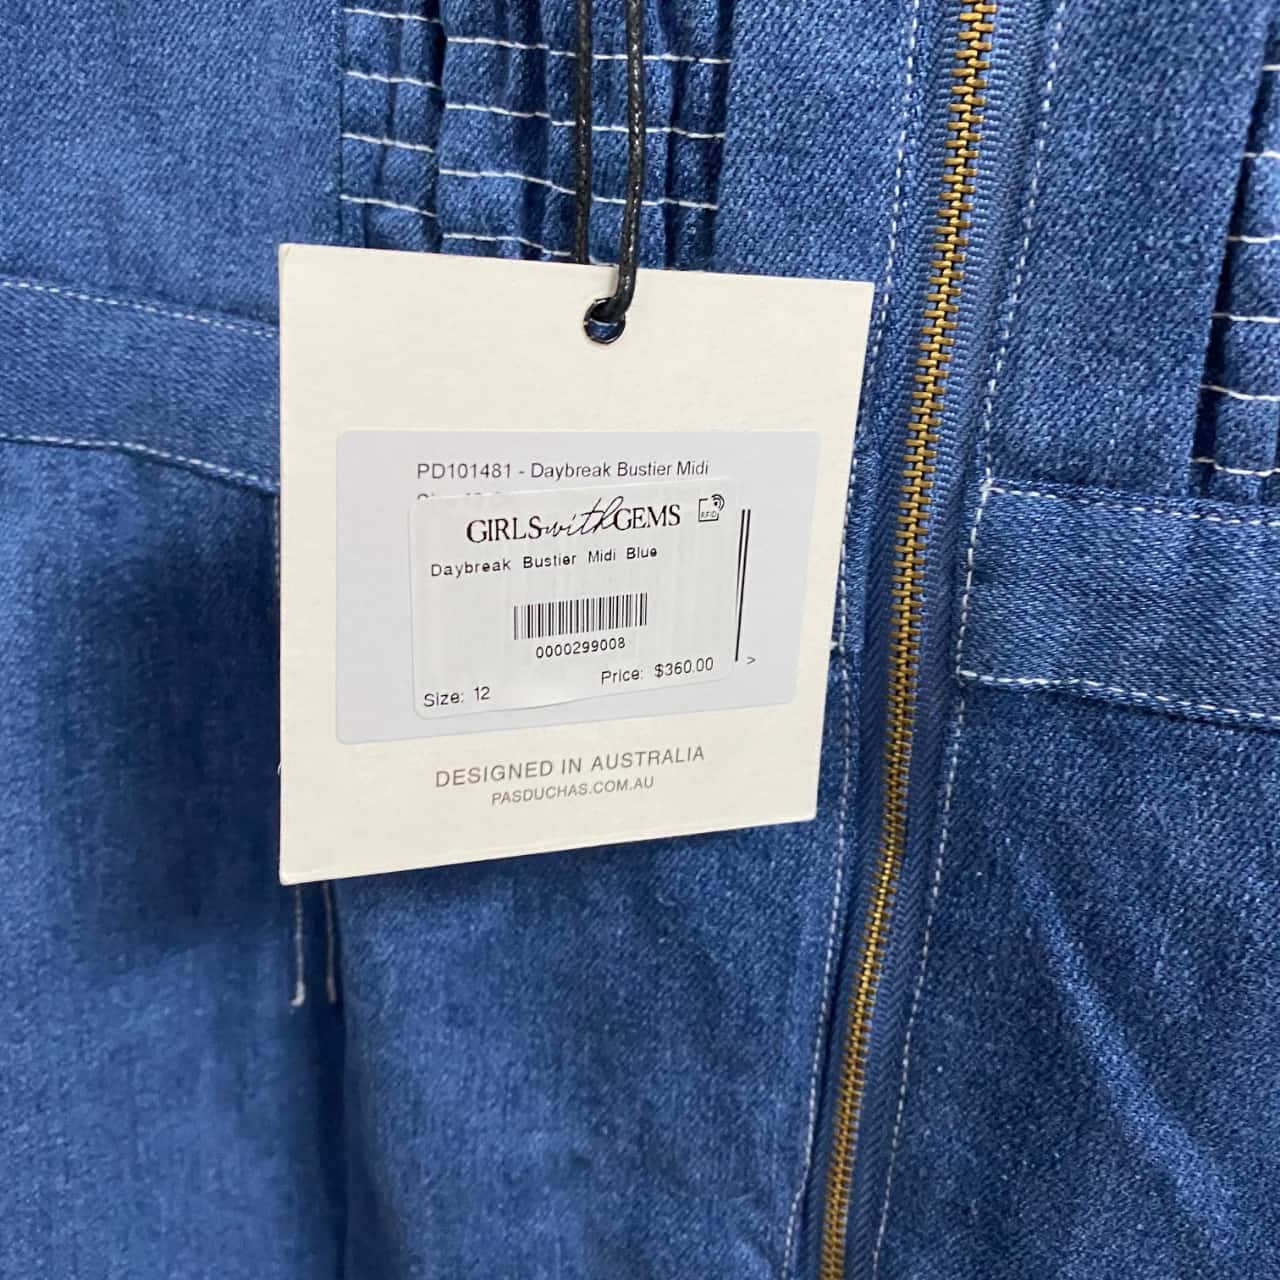 PD101481 - Daybreak Bustier Midi
GIRLS with GEMS
RFID
Daybreak Bustier Midi Blue
0000299008
Size: 12
Price: $360.00
>
DESIGNED IN AUSTRALIA
PASDUCHAS.COM.AU